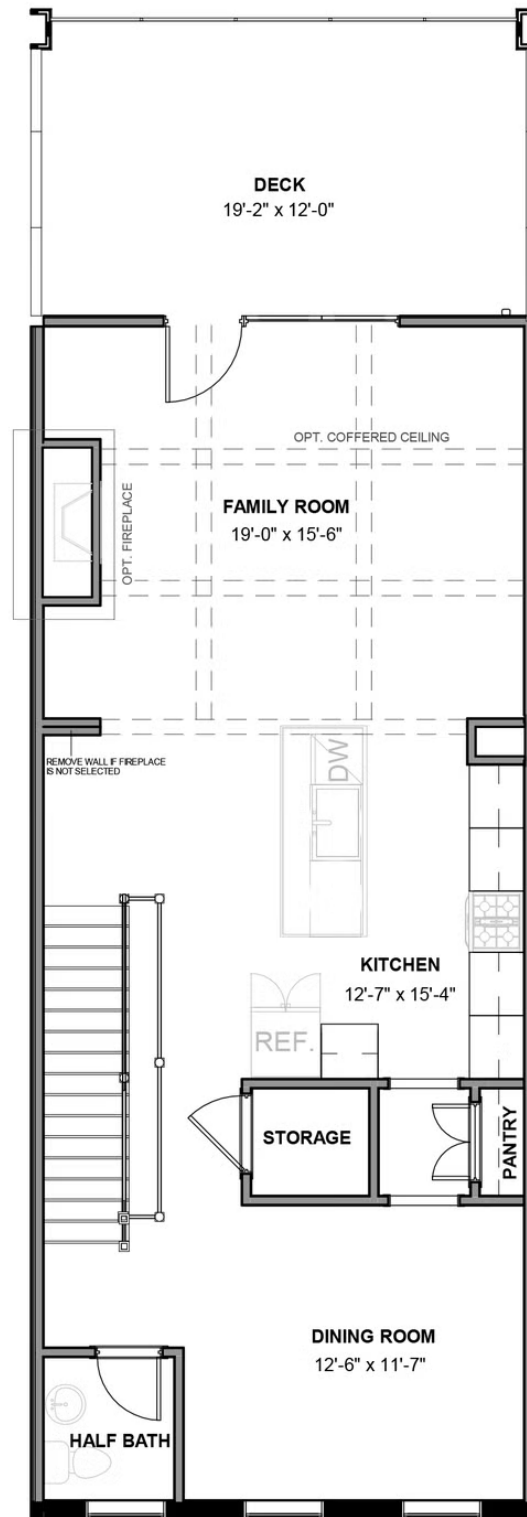 DECK
19'-2" x 12'-0"
OPT. COFFERED CEILING
FAMILY ROOM
19'-0" x 15'-6"
OPT. FIREPLACE
REMOVE WALL IF FIREPLACE
IS NOT SELECTED
DW
KITCHEN
12'-7" x 15'-4"
REF.
STORAGE
PANTRY
DINING ROOM
12'-6" x 11'-7"
HALF BATH